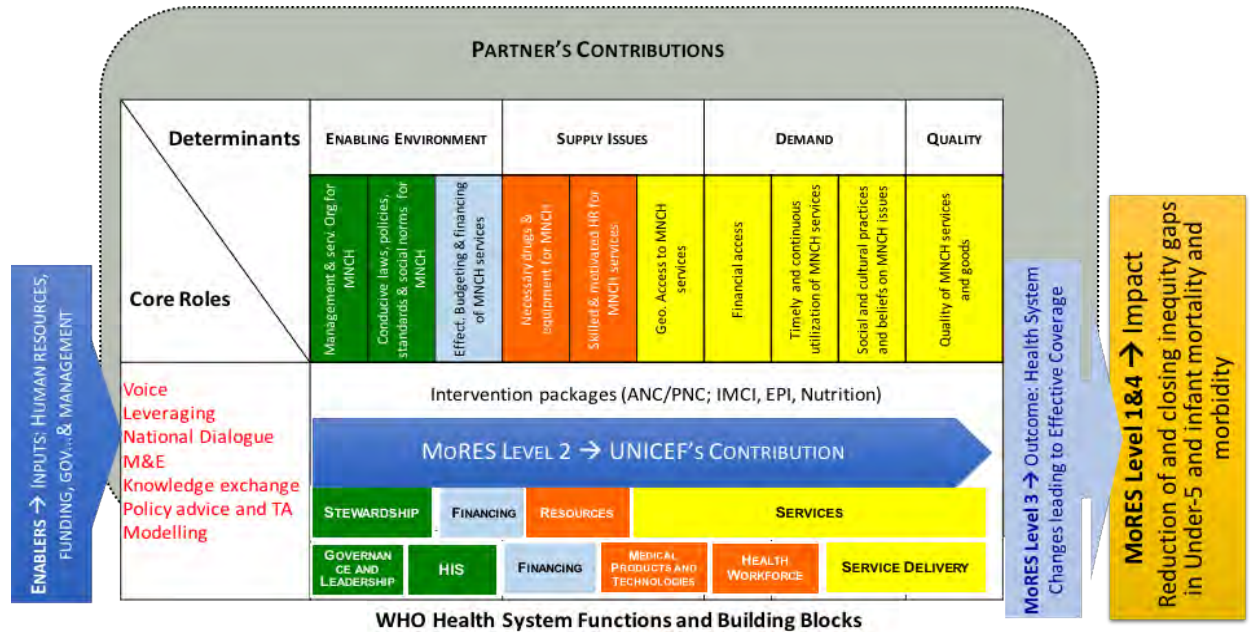 PARTNER'S CONTRIBUTIONS
Determinants
Core Roles
ENABLING ENVIRONMENT
SUPPLY ISSUES
DEMAND
QUALITY
Management & serv. Org for
MNCH
Conducive laws, policies,
standards & social norms for
MNCH
Effect. Budgeting & financing
of MNCH services
Necessary drugs &
equipment for MNCH
Skilled & motivated HR for
MNCH services
Geo. Access to MNCH
services
Financial access
Timely and continuous
utilization of MNCH services
Social and cultural practices
and beliefs on MNCH issues
Quality of MNCH services
and goods
ENABLERS → INPUTS: HUMAN RESOURCES,
FUNDING, GOV..& MANAGEMENT
Voice
Leveraging
National Dialogue
M&E
Knowledge exchange
Policy advice and TA
Modelling
Intervention packages (ANC/PNC; IMCI, EPI, Nutrition)
MORES LEVEL 2 → UNICEF'S CONTRIBUTION
STEWARDSHIP
FINANCING
RESOURCES
SERVICES
GOVERNAN
CE AND
LEADERSHIP
HIS
FINANCING
MEDICAL
PRODUCTS AND
TECHNOLOGIES
HEALTH
WORKFORCE
SERVICE DELIVERY
MoRES Level 3 → Outcome: Health System
Changes leading to Effective Coverage
MoRES Level 1&4 → Impact
Reduction of and closing inequity gaps
in Under-5 and infant mortality and
morbidity
WHO Health System Functions and Building Blocks